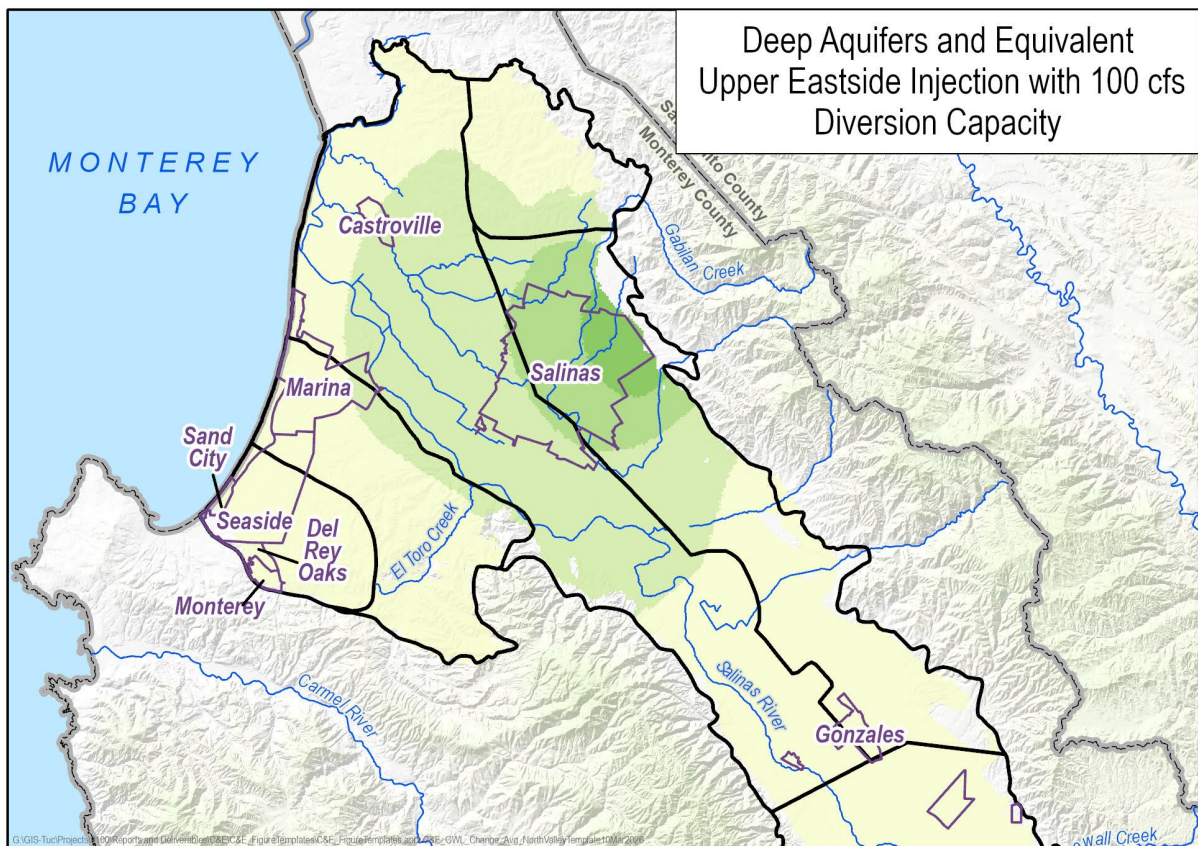 Deep Aquifers and Equivalent
Upper Eastside Injection with 100 cfs
Diversion Capacity
MONTEREY
BAY
Monterey County
Castroville
Gabilan Creek
Salinas
Marina
Sand
City
Seaside
Del
Rey
Oaks
Monterey
El Toro Creek
Carmel River
Salinas River
Gonzales